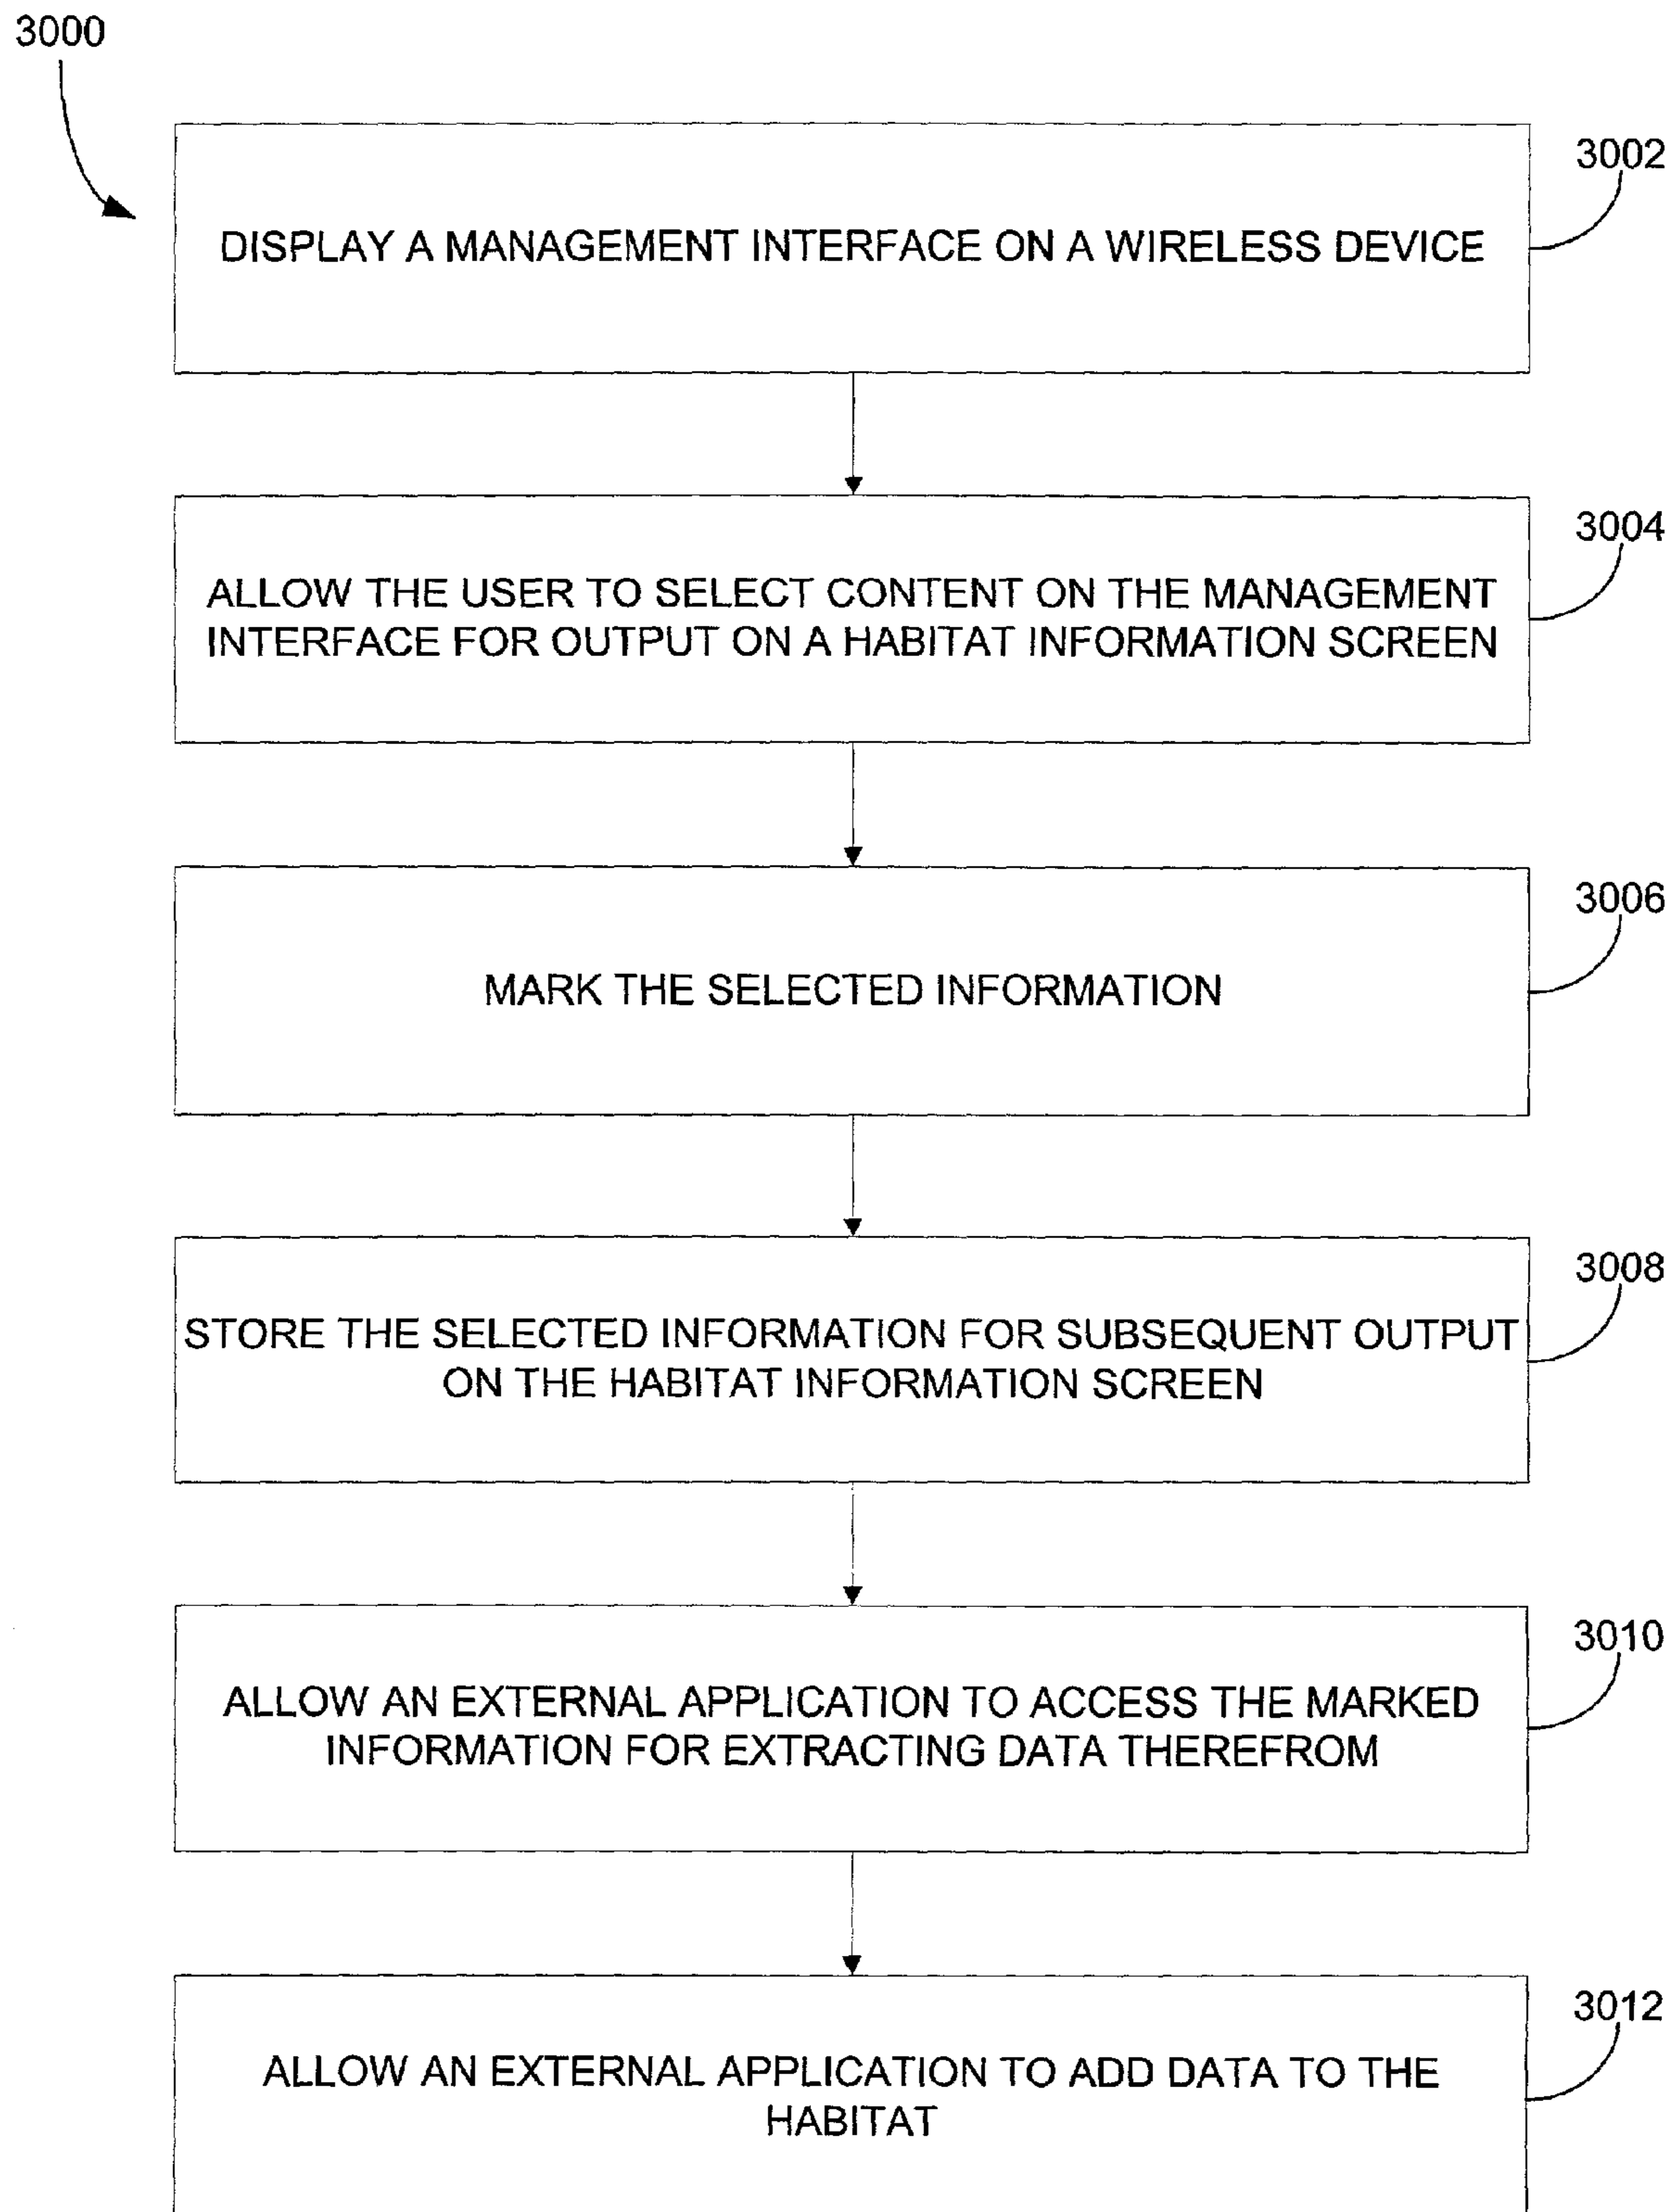 3000
3002
DISPLAY A MANAGEMENT INTERFACE ON A WIRELESS DEVICE
3004
ALLOW THE USER TO SELECT CONTENT ON THE MANAGEMENT
INTERFACE FOR OUTPUT ON A HABITAT INFORMATION SCREEN
3006
MARK THE SELECTED INFORMATION
3008
STORE THE SELECTED INFORMATION FOR SUBSEQUENT OUTPUT
ON THE HABITAT INFORMATION SCREEN
3010
ALLOW AN EXTERNAL APPLICATION TO ACCESS THE MARKED
INFORMATION FOR EXTRACTING DATA THEREFROM
3012
ALLOW AN EXTERNAL APPLICATION TO ADD DATA TO THE
HABITAT